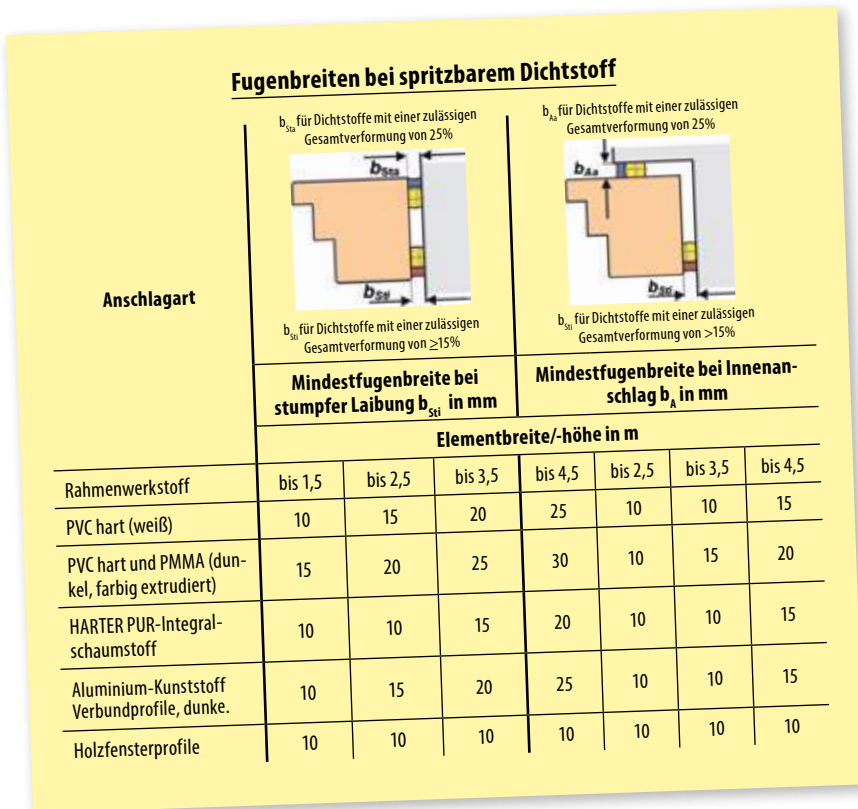 Fugenbreiten bei spritzbarem Dichtstoff
Anschlagart
b Sta für Dichtstoffe mit einer zulässigen
Gesamtverformung von 25%
bSta
bSti
b Sti für Dichtstoffe mit einer zulässigen
Gesamtverformung von ≥15%
b Aa für Dichtstoffe mit einer zulässigen
Gesamtverformung von 25%
bAa
bSti
b Sti für Dichtstoffe mit einer zulässigen
Gesamtverformung von >15%
Mindestfugenbreite bei
stumpfer Laibung b Sti in mm
Mindestfugenbreite bei Innenan-
schlag b A in mm
Elementbreite/-höhe in m
Rahmenwerkstoff bis 1,5 bis 2,5 bis 3,5 bis 4,5 bis 2,5 bis 3,5 bis 4,5
PVC hart (weiß) 10 15 20 25 10 10 15
PVC hart und PMMA (dun-
kel, farbig extrudiert) 15 20 25 30 10 15 20
HARTER PUR-Integral-
schaumstoff 10 10 15 20 10 10 15
Aluminium-Kunststoff
Verbundprofile, dunke. 10 15 20 25 10 10 15
Holzfensterprofile 10 10 10 10 10 10 10